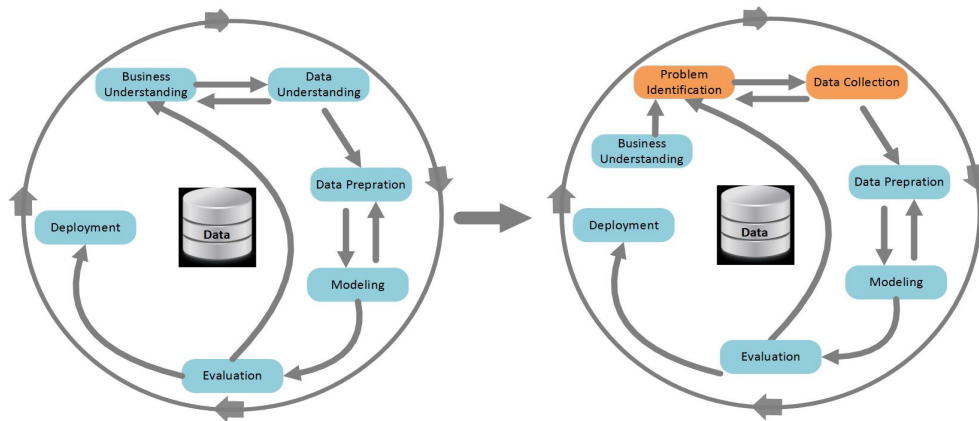 Business
Understanding
Data
Understanding
Data Prepration
Deployment
Data
Modeling
Evaluation
Problem
Identification
Data Collection
Business
Understanding
Data Prepration
Deployment
Data
Modeling
Evaluation